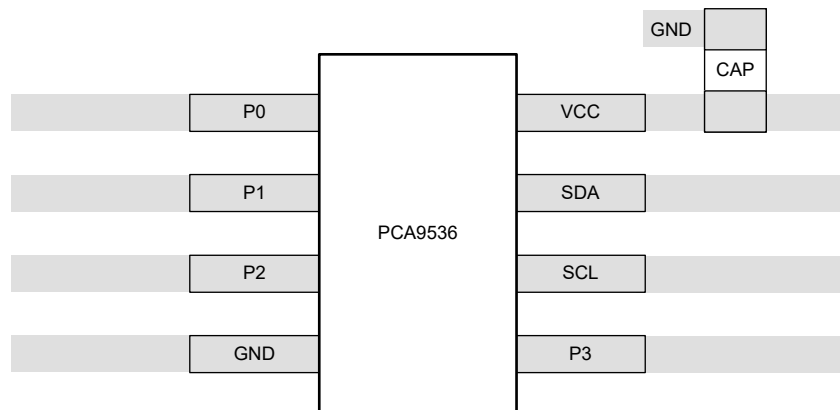 GND
CAP
P0
VCC
P1
SDA
PCA9536
P2
SCL
GND
P3